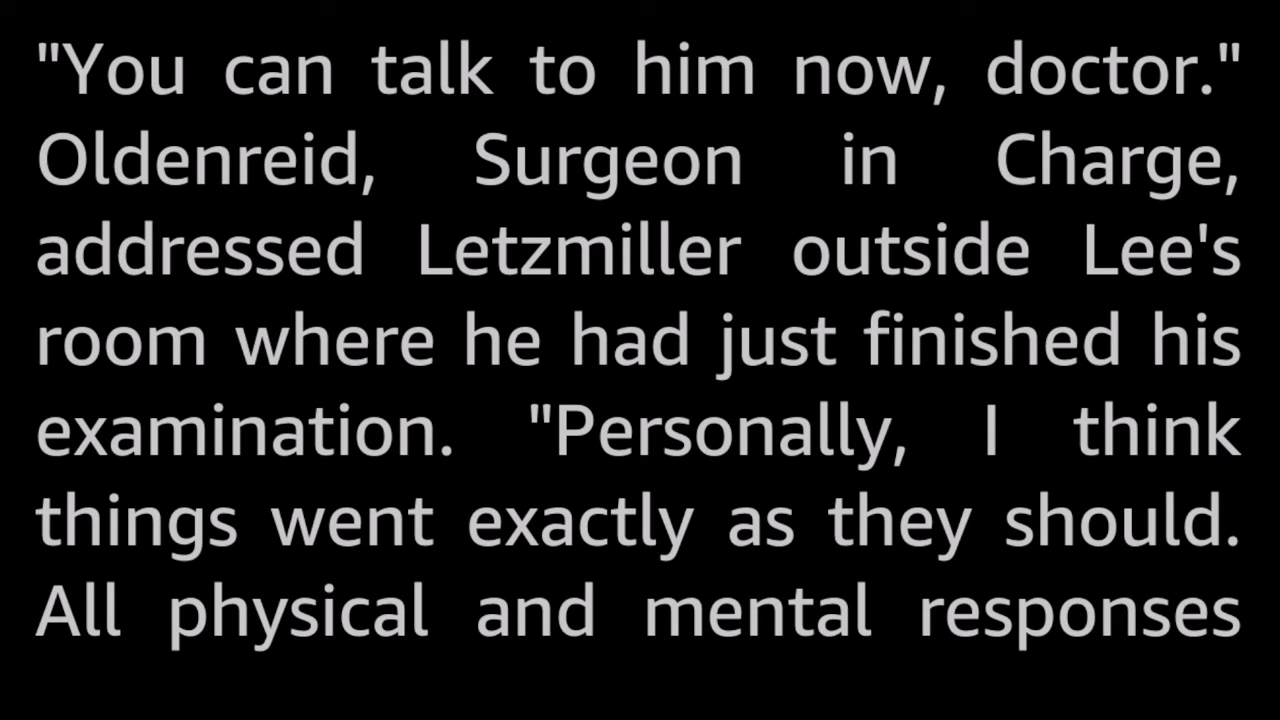 "You can talk to him now, doctor."
Oldenreid, Surgeon in Charge,
addressed Letzmiller outside Lee's
room where he had just finished his
examination. "Personally, I think
things went exactly as they should.
All physical and mental responses